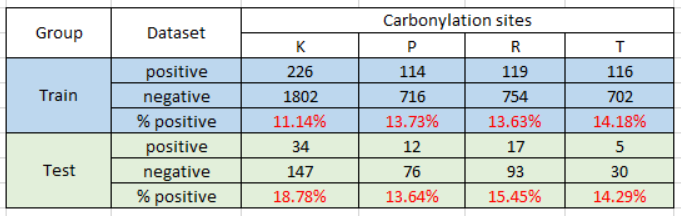 Group Dataset Carbonylation sites
K P R T
Train positive 226 114 119 116
negative 1802 716 754 702
% positive 11.14% 13.73% 13.63% 14.18%
Test positive 34 12 17 5
negative 147 76 93 30
% positive 18.78% 13.64% 15.45% 14.29%